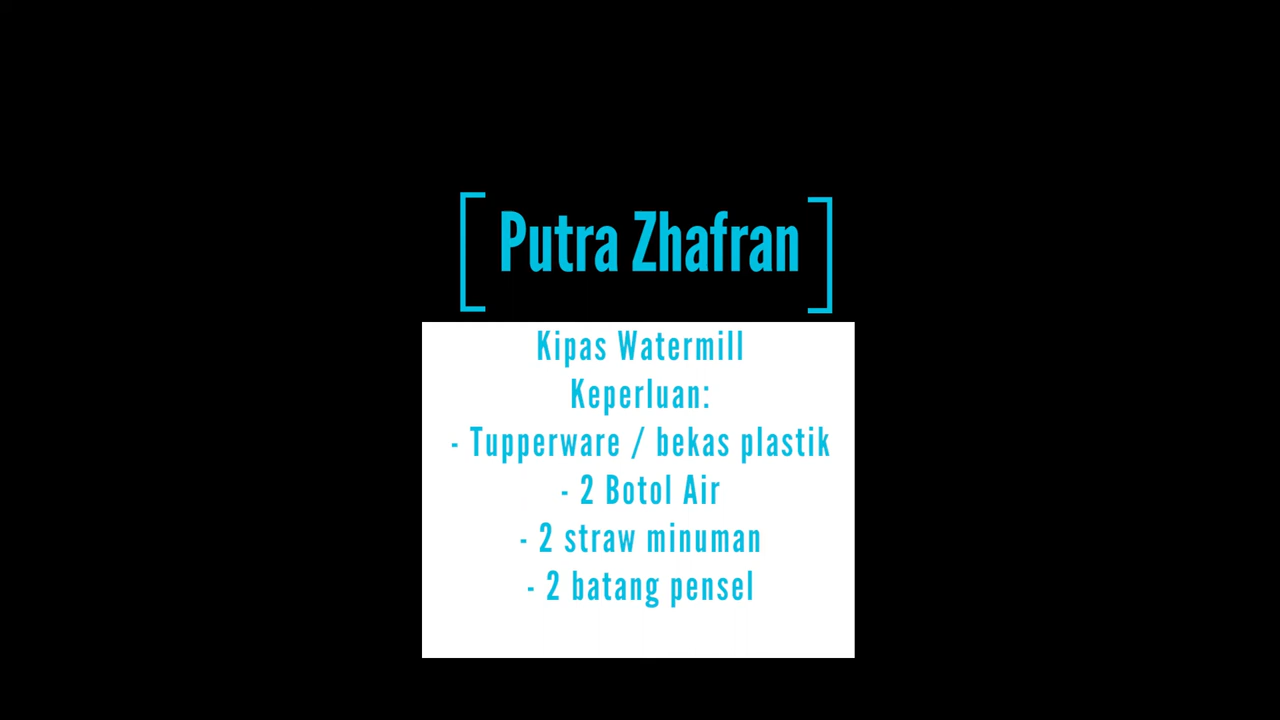 [Putra Zhafran]
Kipas Watermill
Keperluan:
- Tupperware / bekas plastik
- 2 Botol Air
- 2 straw minuman
- 2 batang pensel